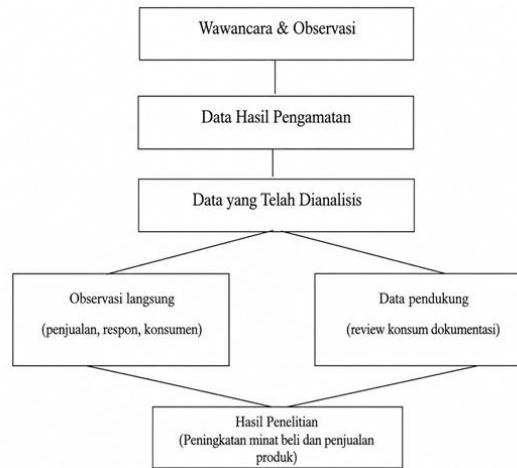 Wawancara & Observasi
Data Hasil Pengamatan
Data yang Telah Dianalisis
Observasi langsung
(penjualan, respon, konsumen)
Data pendukung
(review konsum dokumentasi)
Hasil Penelitian
(Peningkatan minat beli dan penjualan
produk)